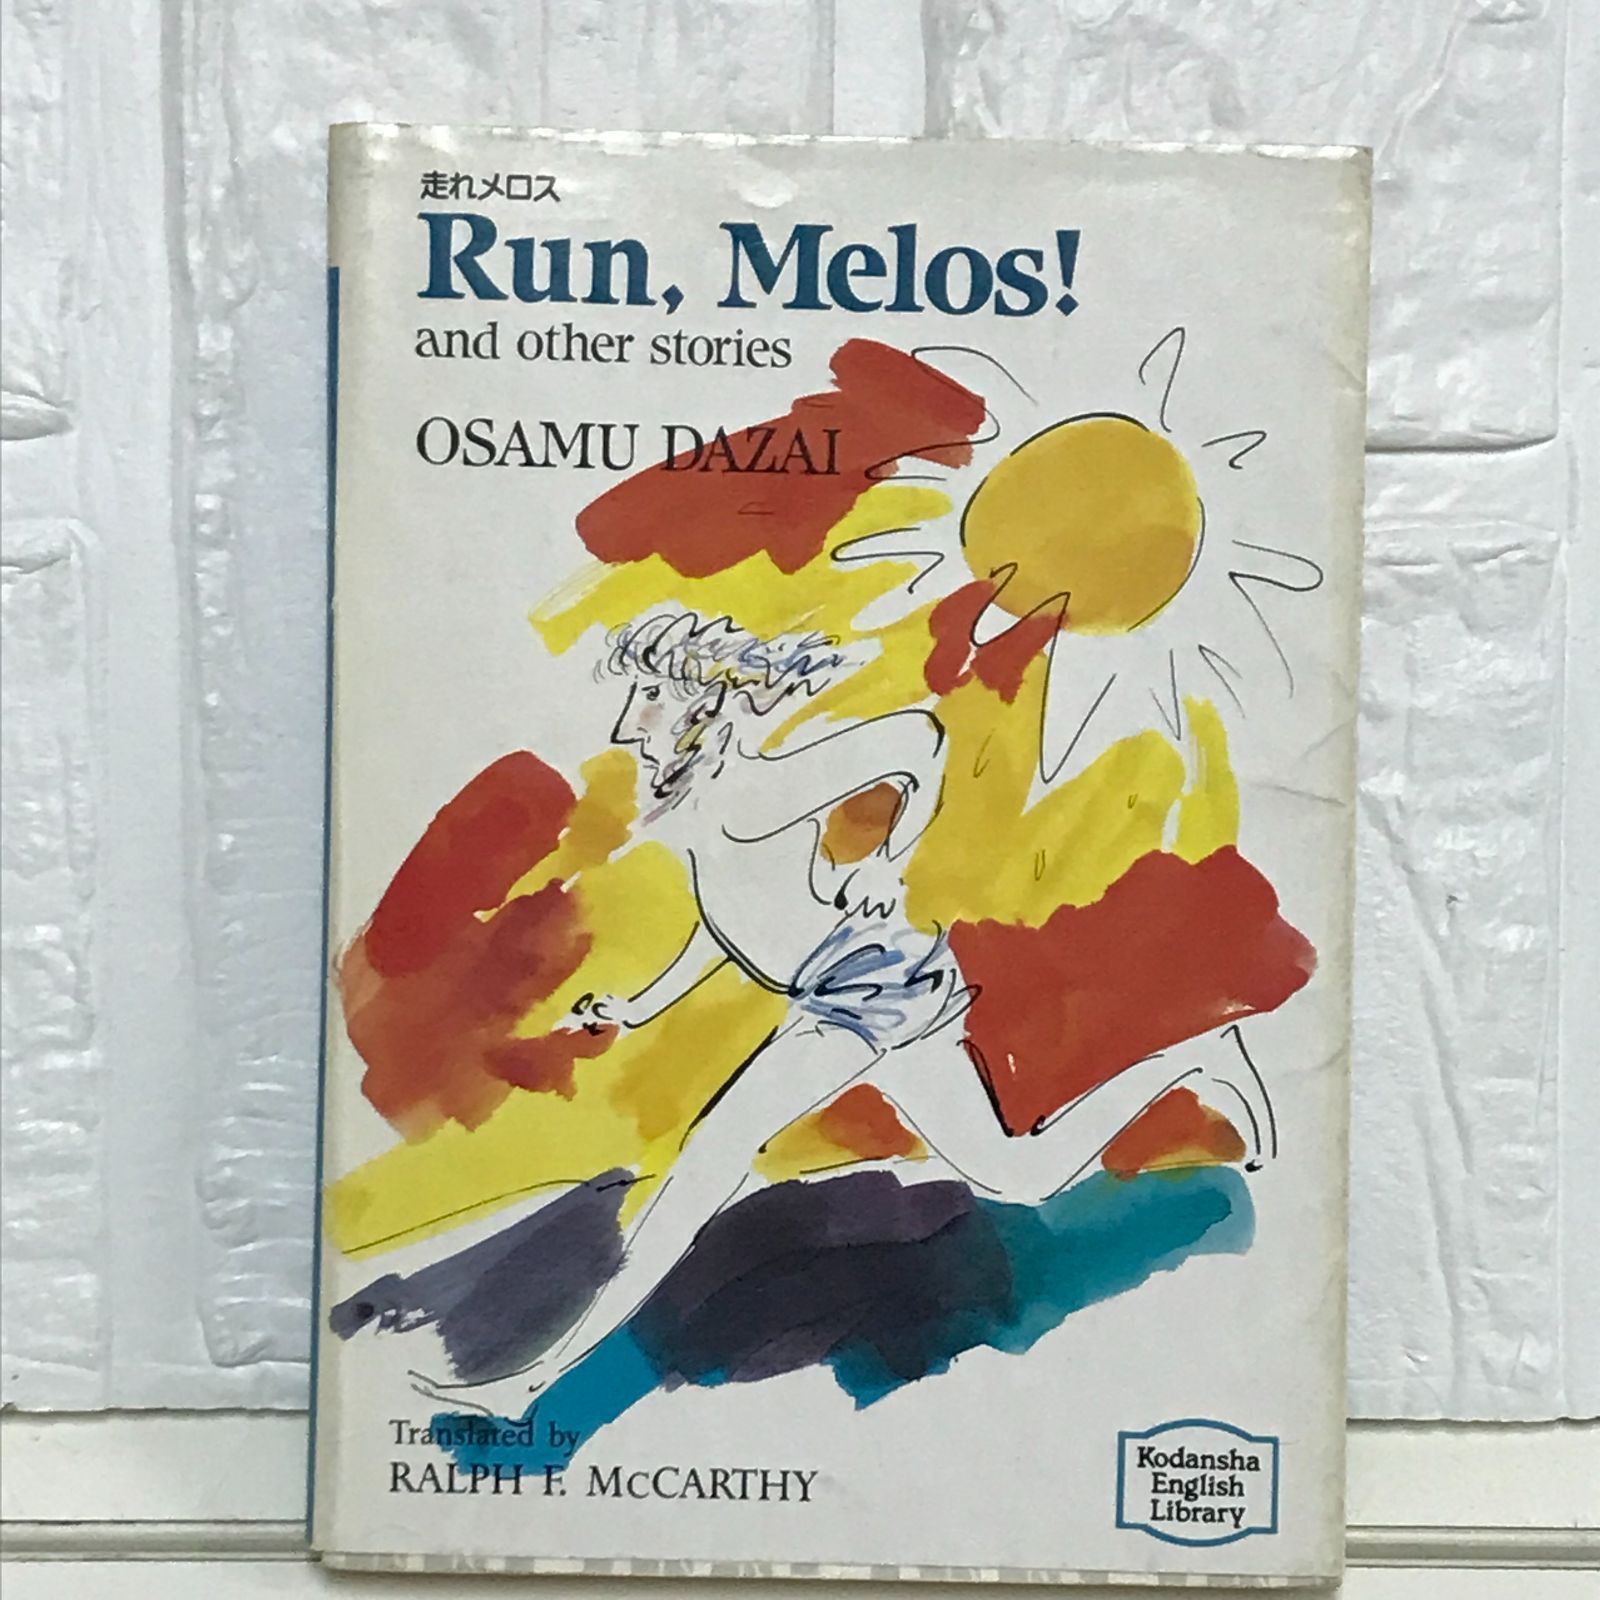 走れメロス
Run, Melos!
and other stories
OSAMU DAZAI
Translated by
RALPH F. McCARTHY
Kodansha
English
Library